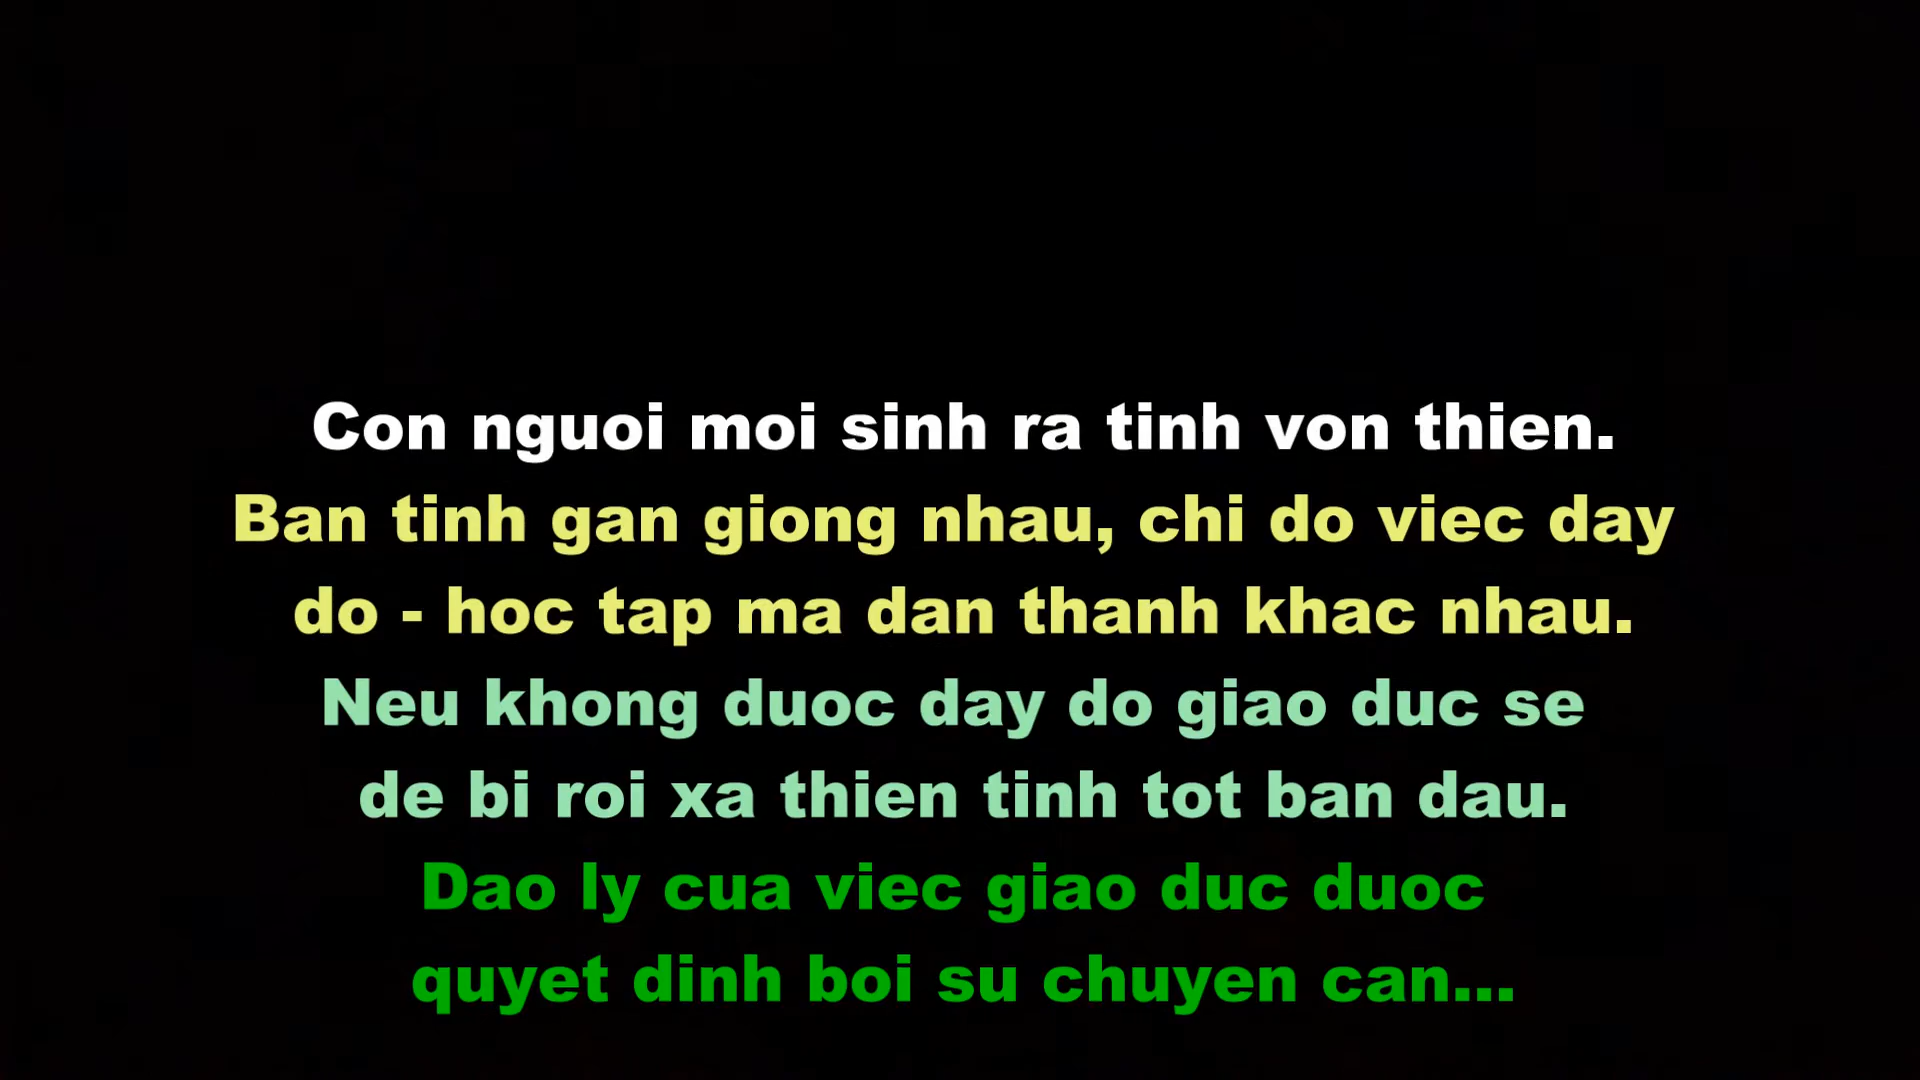 Con nguoi moi sinh ra tinh von thien.
Ban tinh gan giong nhau, chi do viec day
do - hoc tap ma dan thanh khac nhau.
Neu khong duoc day do giao duc se
de bi roi xa thien tinh tot ban dau.
Dao ly cua viec giao duc duoc
quyet dinh boi su chuyen can...